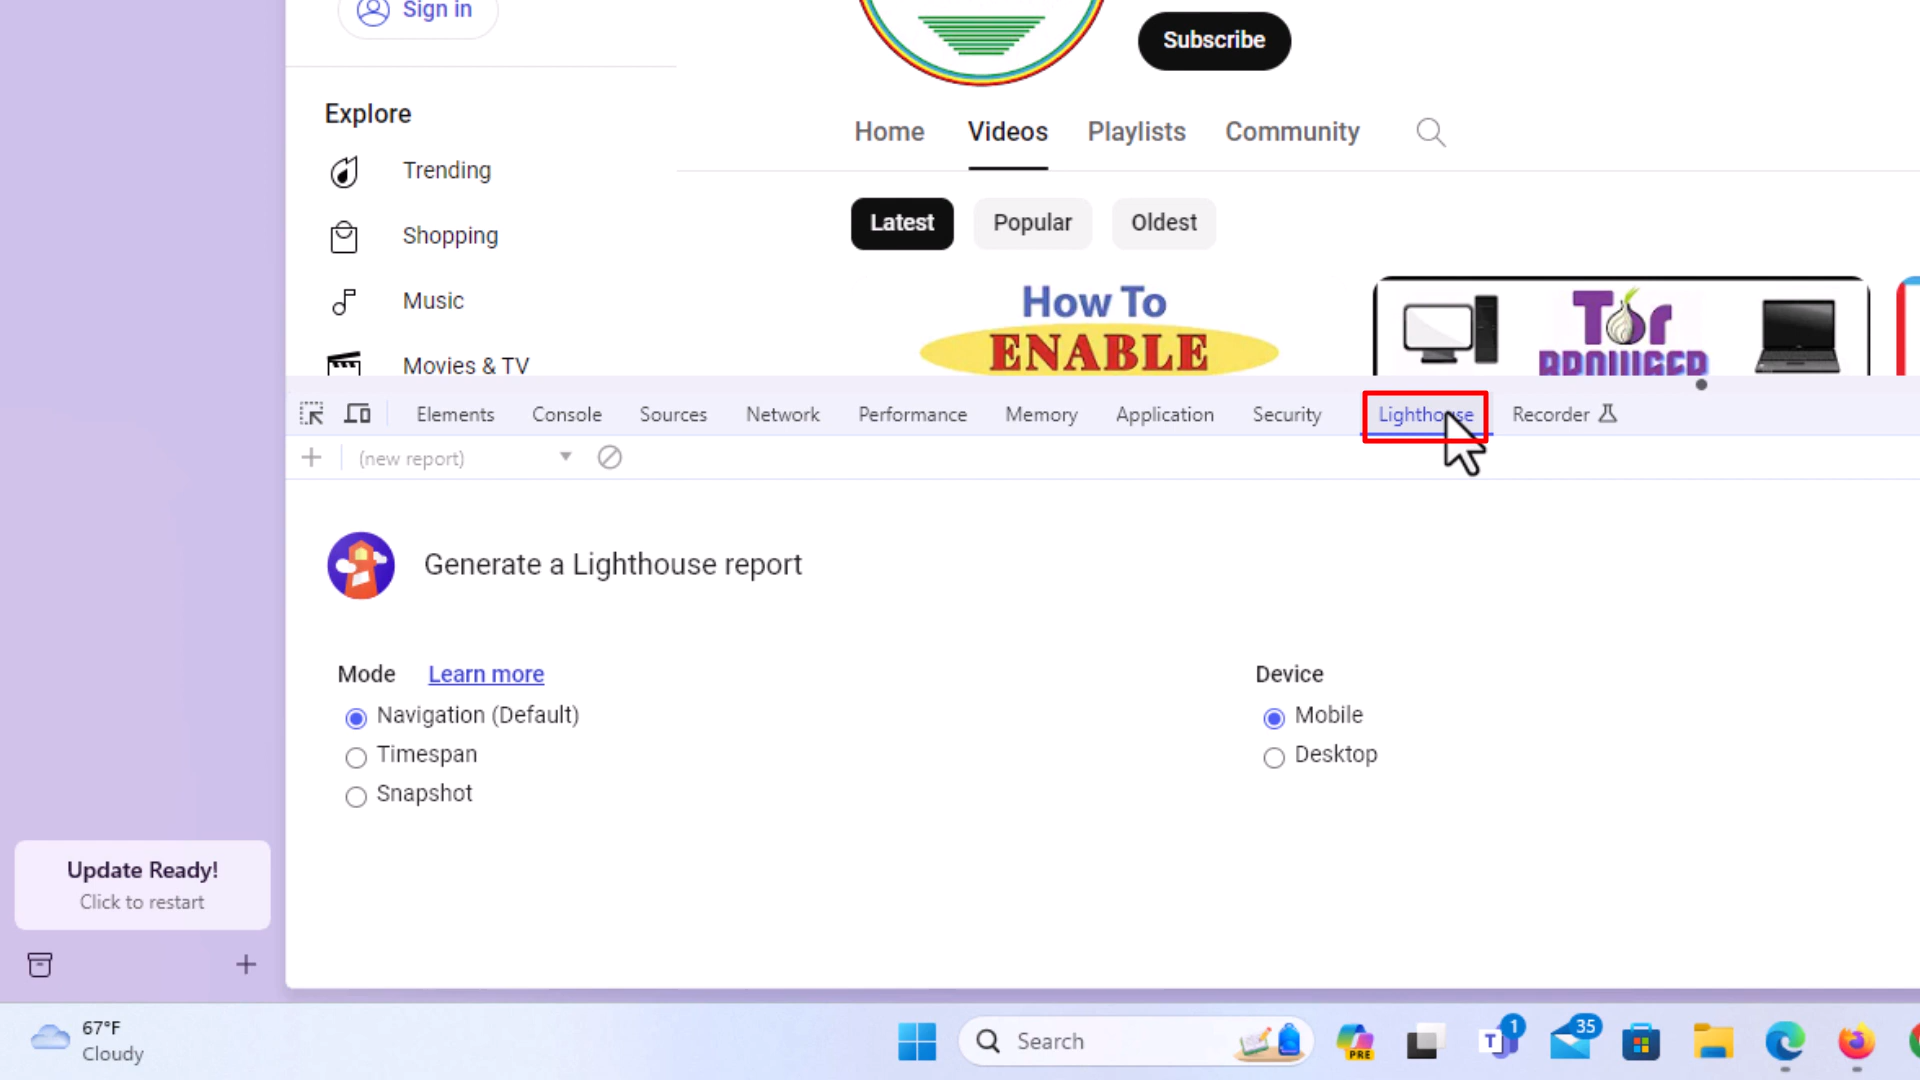 Sign in
Subscribe
Explore
Trending
Shopping
Music
Movies & TV
Home Videos Playlists Community
Latest Popular Oldest
How To
ENABLE
Tor
BROWSER
Elements Console Sources Network Performance Memory Application Security Lighthouse Recorder
(new report)
Generate a Lighthouse report
Mode Learn more
Navigation (Default)
Timespan
Snapshot
Device
Mobile
Desktop
Update Ready!
Click to restart
67°F
Cloudy
Search
PRE
T
1
35